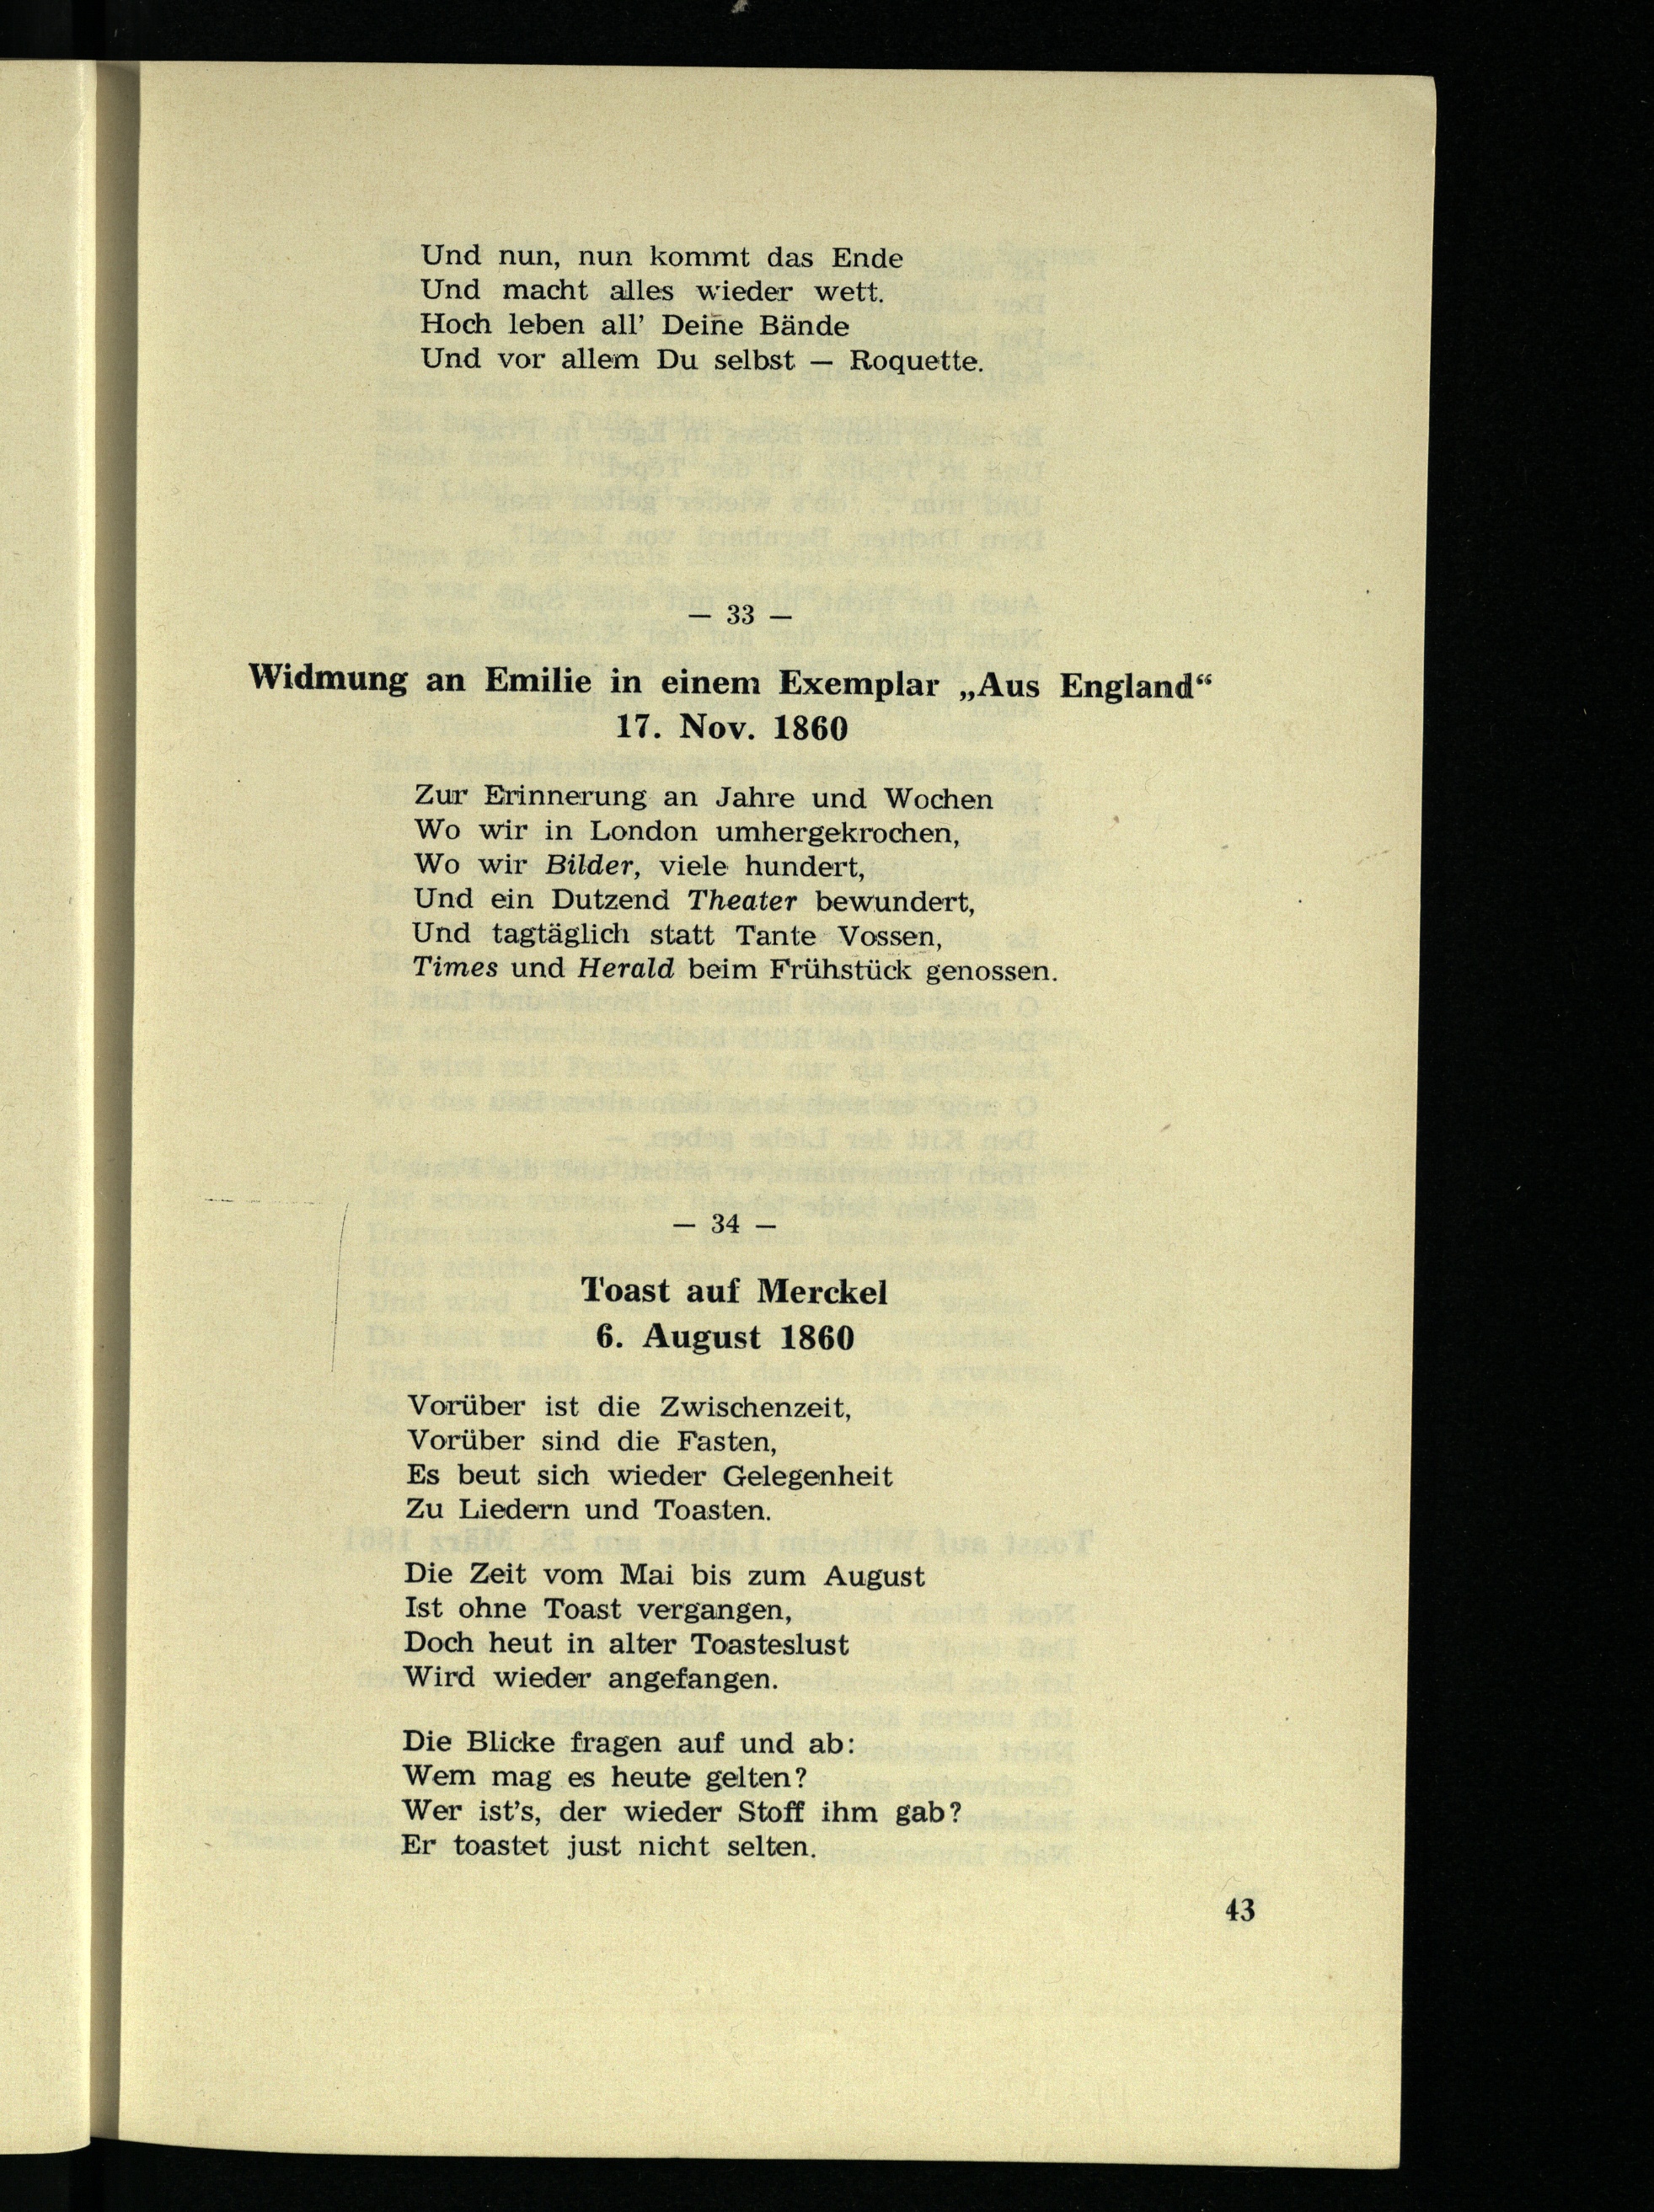 Und nun, nun kommt das Ende
Und macht alles wieder wett.
Hoch leben all’ Deine Bände
Und vor allem Du selbst — Roquette.
— 33 —
Widmung an Emilie in einem Exemplar „Aus England“
17. Nov. 1860
Zur Erinnerung an Jahre und Wochen
Wo wir in London umhergekrochen,
Wo wir Bilder, viele hundert,
Und ein Dutzend Theater bewundert,
Und tagtäglich statt Tante Vossen,
Times und Herald beim Frühstück genossen.
— 34 —
Toast auf Merckel
6. August 1860
Vorüber ist die Zwischenzeit,
Vorüber sind die Fasten,
Es beut sich wieder Gelegenheit
Zu Liedern und Toasten.
Die Zeit vom Mai bis zum August
Ist ohne Toast vergangen,
Doch heut in alter Toasteslust
Wird wieder angefangen.
Die Blicke fragen auf und ab:
Wem mag es heute gelten?
Wer ist’s, der wieder Stoff ihm gab?
Er toastet just nicht selten.
43